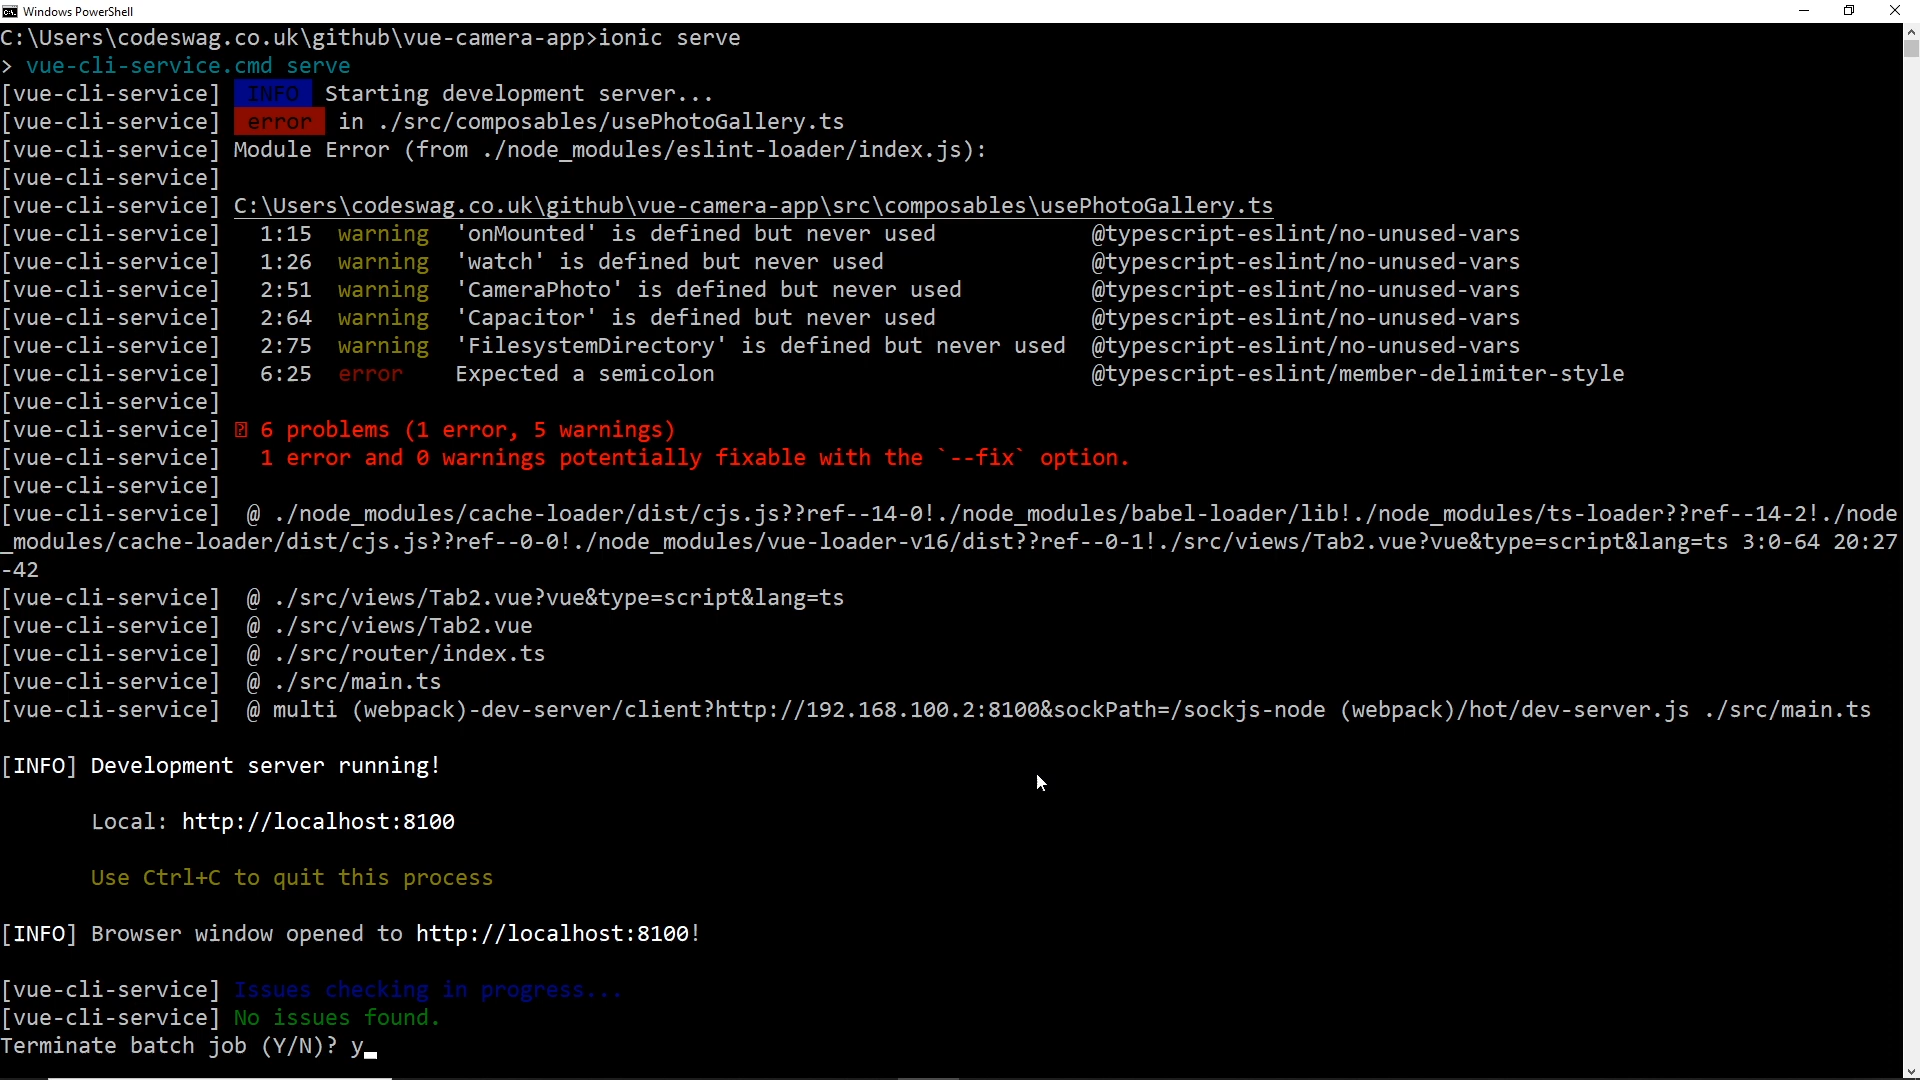 Windows PowerShell
C:\Users\codeswag.co.uk\github\vue-camera-app>ionic serve
> vue-cli-service.cmd serve
[vue-cli-service] INFO Starting development server...
[vue-cli-service] error in ./src/composables/usePhotoGallery.ts
[vue-cli-service] Module Error (from ./node_modules/eslint-loader/index.js):
[vue-cli-service]
[vue-cli-service] C:\Users\codeswag.co.uk\github\vue-camera-app\src\composables\usePhotoGallery.ts
[vue-cli-service] 1:15 warning 'onMounted' is defined but never used @typescript-eslint/no-unused-vars
[vue-cli-service] 1:26 warning 'watch' is defined but never used @typescript-eslint/no-unused-vars
[vue-cli-service] 2:51 warning 'CameraPhoto' is defined but never used @typescript-eslint/no-unused-vars
[vue-cli-service] 2:64 warning 'Capacitor' is defined but never used @typescript-eslint/no-unused-vars
[vue-cli-service] 2:75 warning 'FilesystemDirectory' is defined but never used @typescript-eslint/no-unused-vars
[vue-cli-service] 6:25 error Expected a semicolon @typescript-eslint/member-delimiter-style
[vue-cli-service]
[vue-cli-service] 6 problems (1 error, 5 warnings)
[vue-cli-service] 1 error and 0 warnings potentially fixable with the `--fix` option.
[vue-cli-service]
[vue-cli-service] @ ./node_modules/cache-loader/dist/cjs.js??ref--14-0!./node_modules/babel-loader/lib!./node_modules/ts-loader??ref--14-2!./node
_modules/cache-loader/dist/cjs.js??ref--0-0!./node_modules/vue-loader-v16/dist??ref--0-1!./src/views/Tab2.vue?vue&type=script&lang=ts 3:0-64 20:27
-42
[vue-cli-service] @ ./src/views/Tab2.vue?vue&type=script&lang=ts
[vue-cli-service] @ ./src/views/Tab2.vue
[vue-cli-service] @ ./src/router/index.ts
[vue-cli-service] @ ./src/main.ts
[vue-cli-service] @ multi (webpack)-dev-server/client?http://192.168.100.2:8100&sockPath=/sockjs-node (webpack)/hot/dev-server.js ./src/main.ts
[INFO] Development server running!
Local: http://localhost:8100
Use Ctrl+C to quit this process
[INFO] Browser window opened to http://localhost:8100!
[vue-cli-service] Issues checking in progress...
[vue-cli-service] No issues found.
Terminate batch job (Y/N)? y